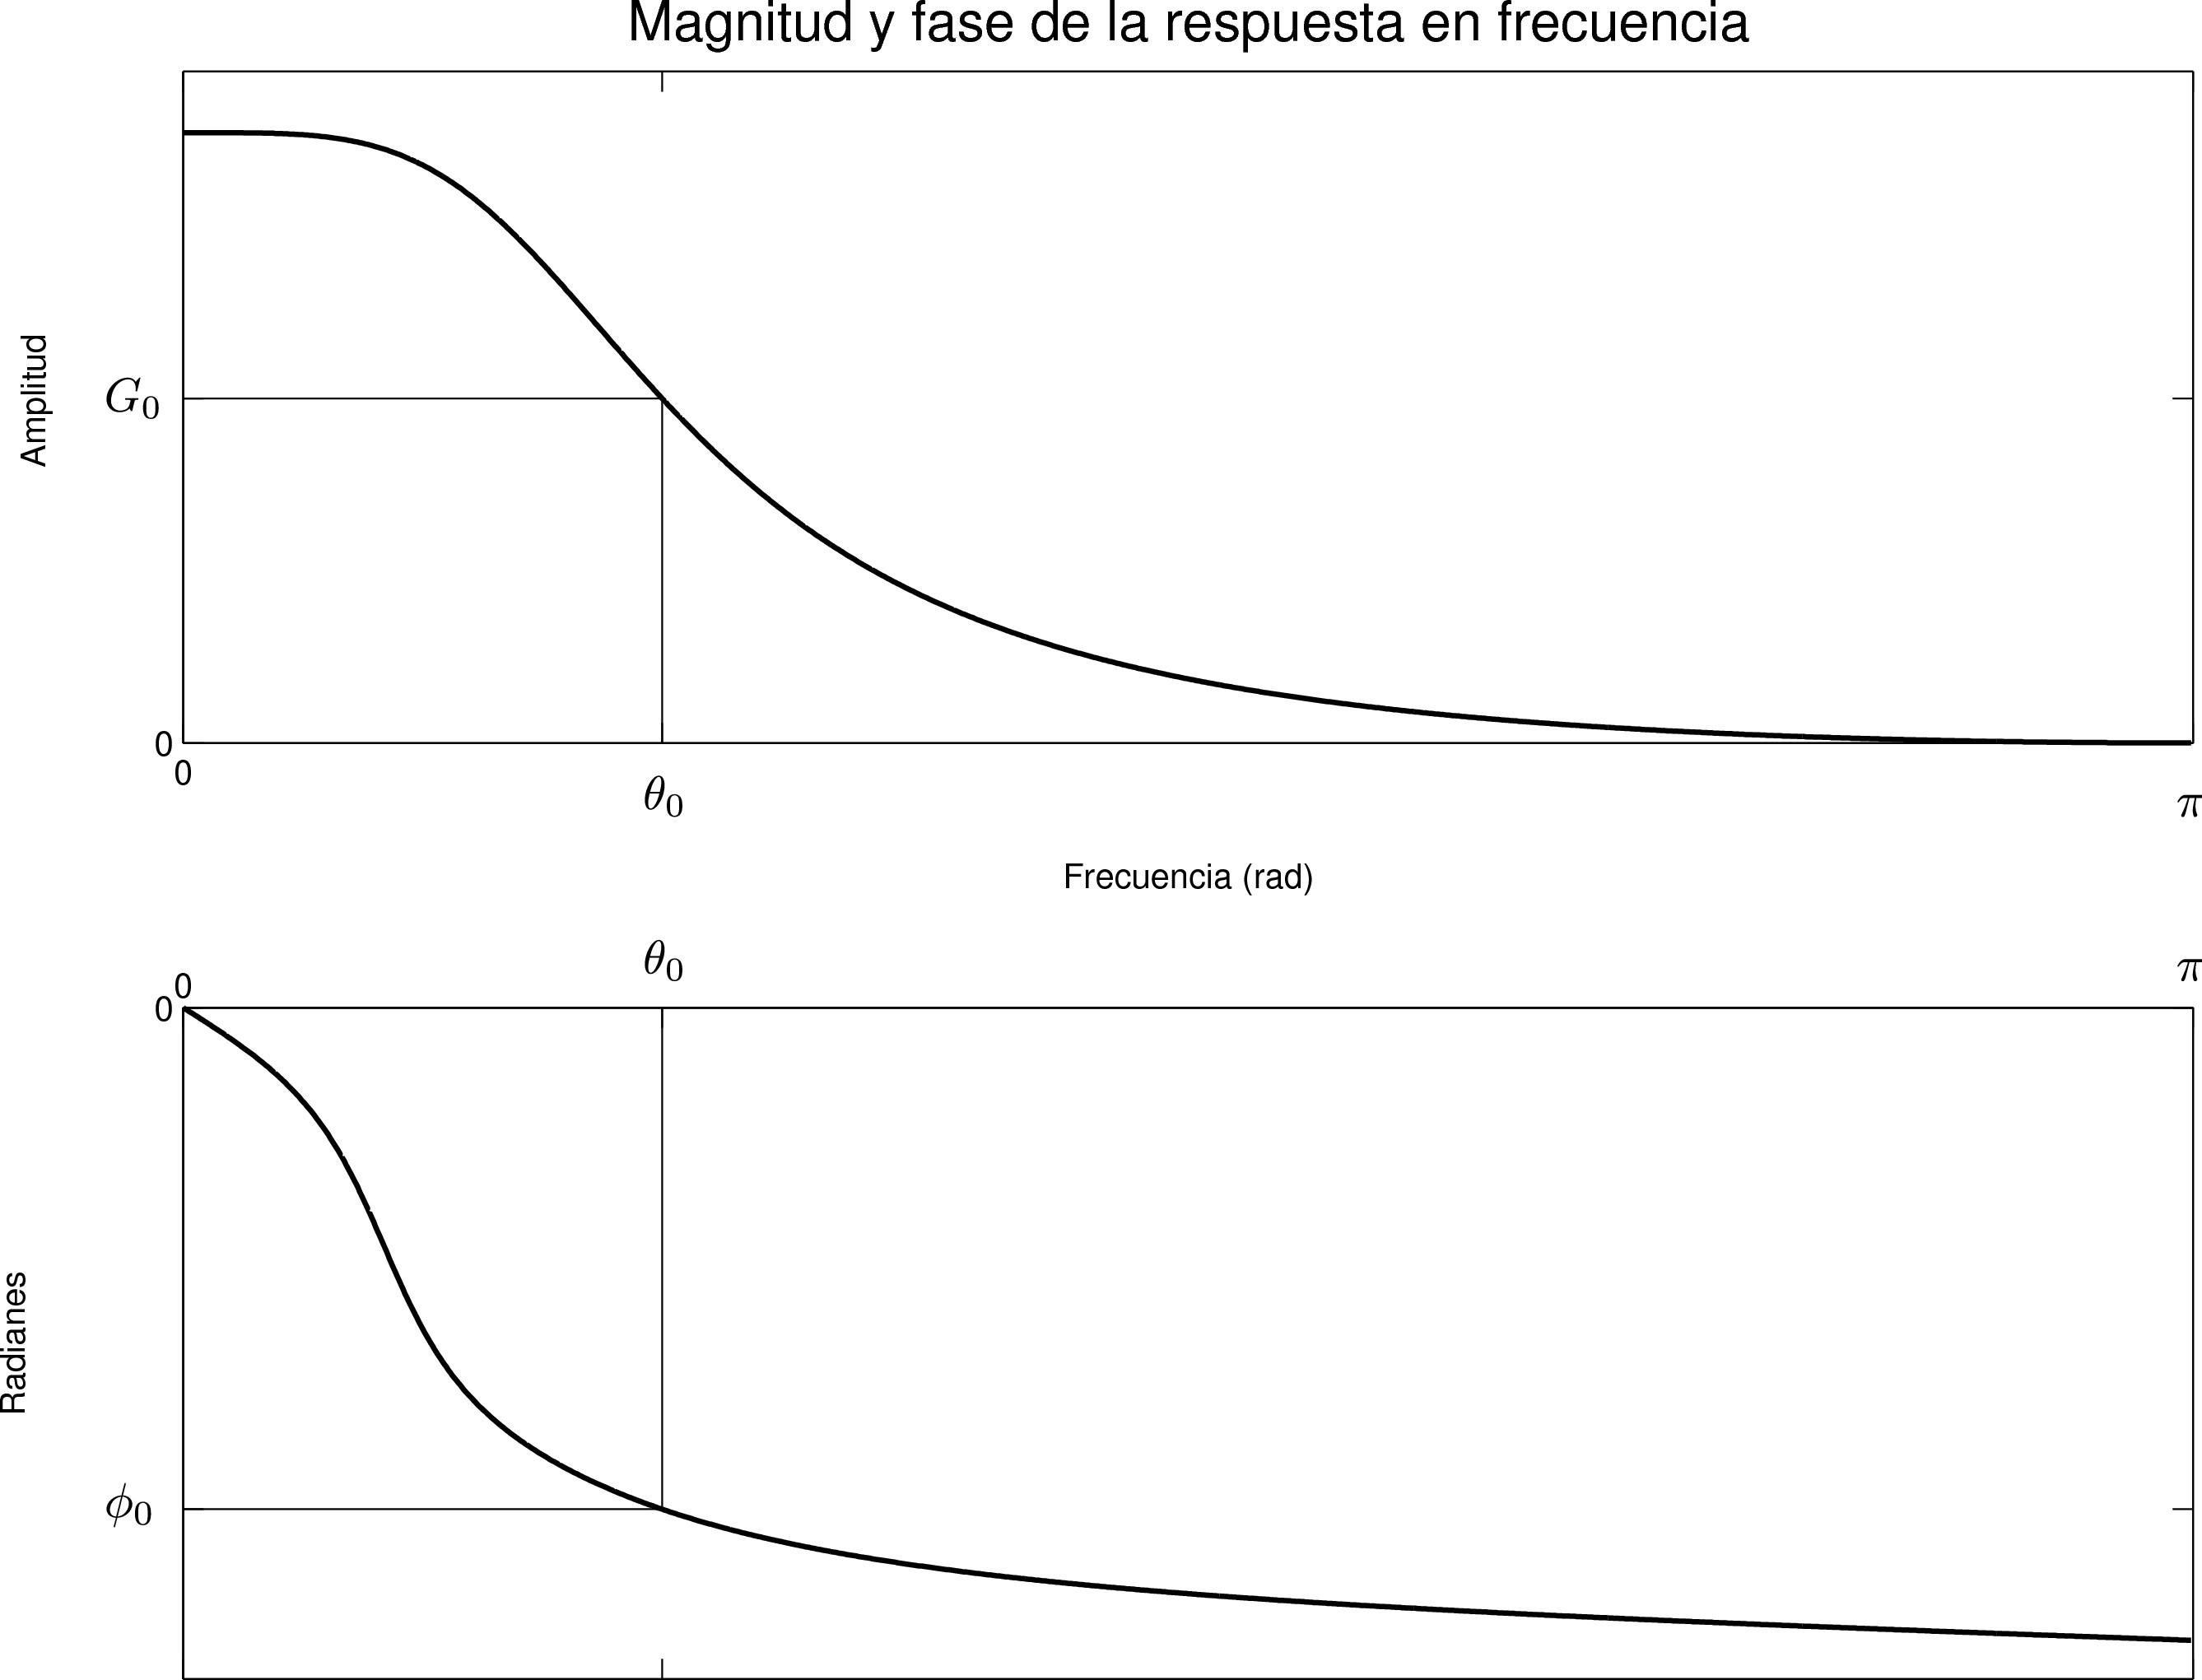 Magnitud y fase de la respuesta en frecuencia
Amplitud
G₀
0
0
θ₀
π
Frecuencia (rad)
θ₀
π
0
0
Radianes
ϕ₀